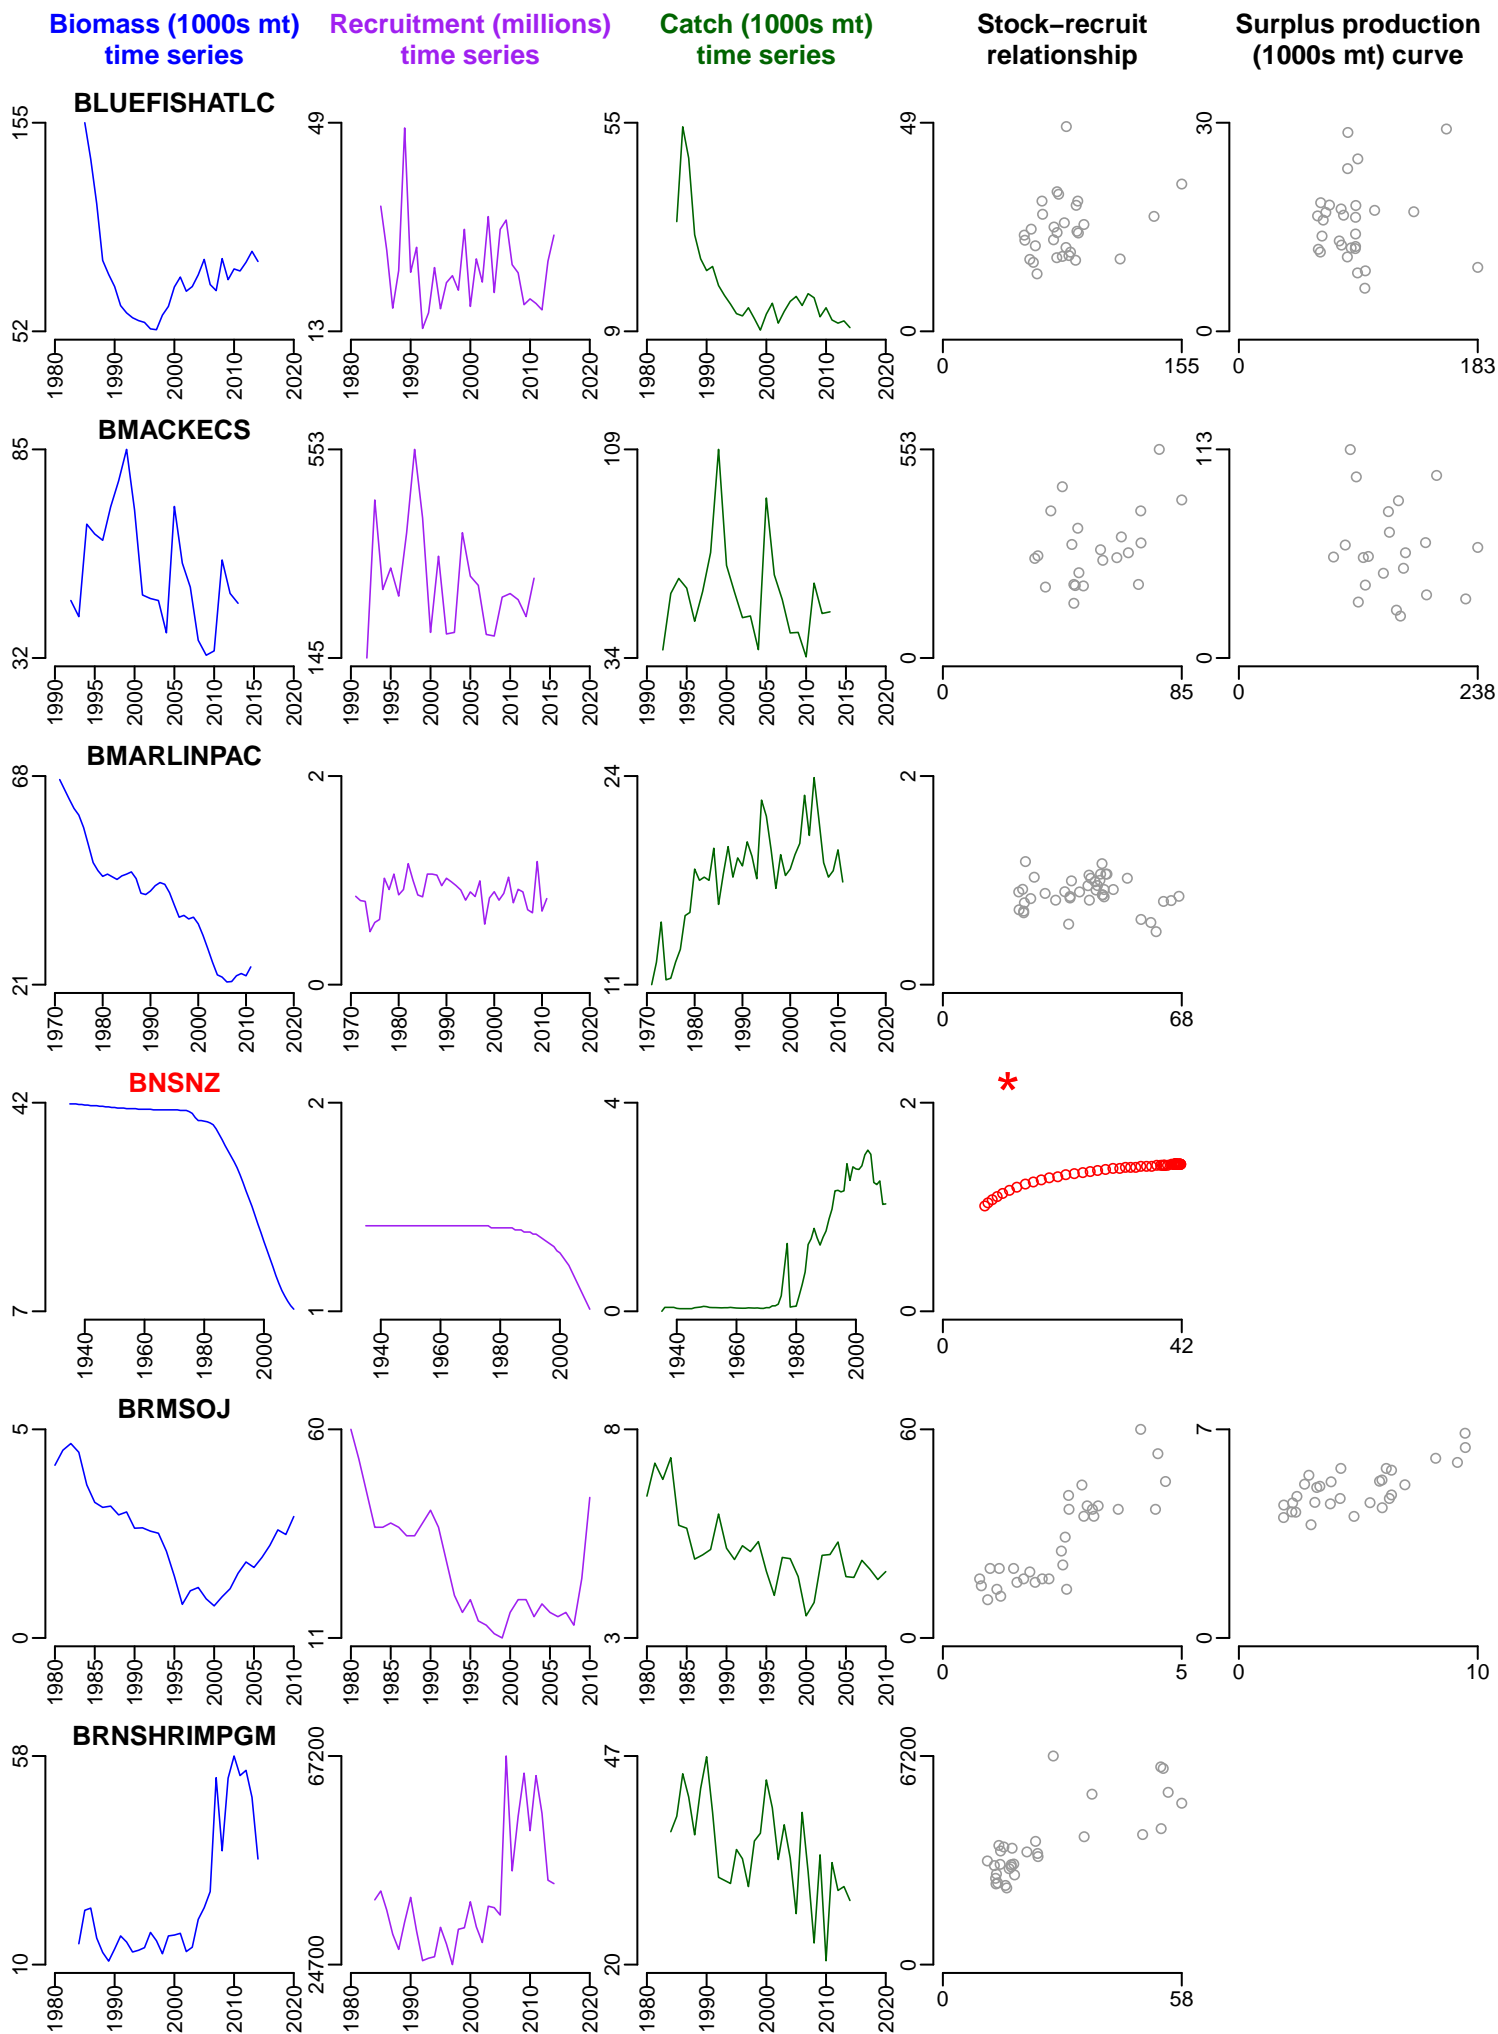 Biomass (1000s mt) Recruitment (millions) Catch (1000s mt) Stock−recruit Surplus production
time series time series time series relationship (1000s mt) curve
BLUEFISHATLC
155 49 55 49 30
52 13 9 0 0
1980 1990 2000 2010 2020 1980 1990 2000 2010 2020 1980 1990 2000 2010 2020 0 155 0 183
BMACKECS
85 553 109 553 113
32 145 34 0 0
1990 1995 2000 2005 2010 2015 2020 1990 1995 2000 2005 2010 2015 2020 1990 1995 2000 2005 2010 2015 2020 0 85 0 238
BMARLINPAC
68 2 24 2
21 0 11 0
1970 1980 1990 2000 2010 2020 1970 1980 1990 2000 2010 2020 1970 1980 1990 2000 2010 2020 0 68
BNSNZ *
42 2 4 2
7 1 0 0
1940 1960 1980 2000 1940 1960 1980 2000 1940 1960 1980 2000 0 42
BRMSOJ
5 60 8 60 7
0 11 3 0 0
1980 1985 1990 1995 2000 2005 2010 1980 1985 1990 1995 2000 2005 2010 1980 1985 1990 1995 2000 2005 2010 0 5 0 10
BRNSHRIMPGM
58 67200 47 67200
10 24700 20 0
1980 1990 2000 2010 2020 1980 1990 2000 2010 2020 1980 1990 2000 2010 2020 0 58